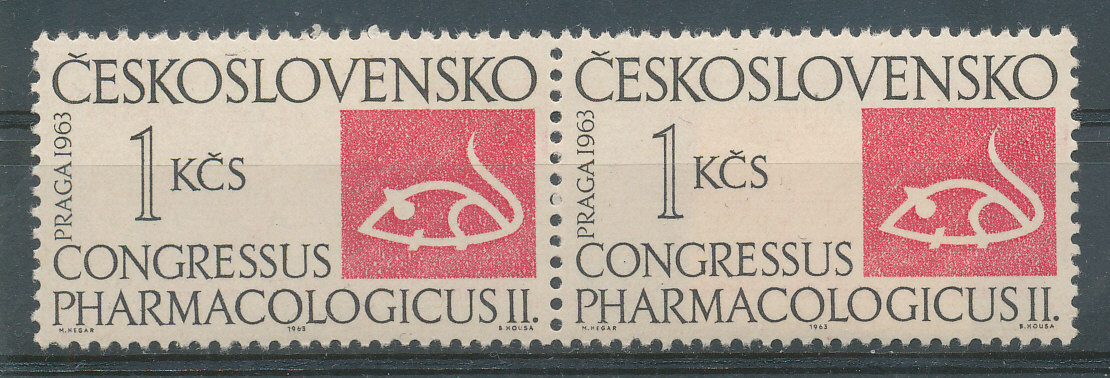 ČESKOSLOVENSKO
PRAGA 1963
1 KČS
CONGRESSUS
PHARMACOLOGICUS II.
M. HEGAR 1963 B. HOUSA
ČESKOSLOVENSKO
PRAGA 1963
1 KČS
CONGRESSUS
PHARMACOLOGICUS II.
M. HEGAR 1963 B. HOUSA